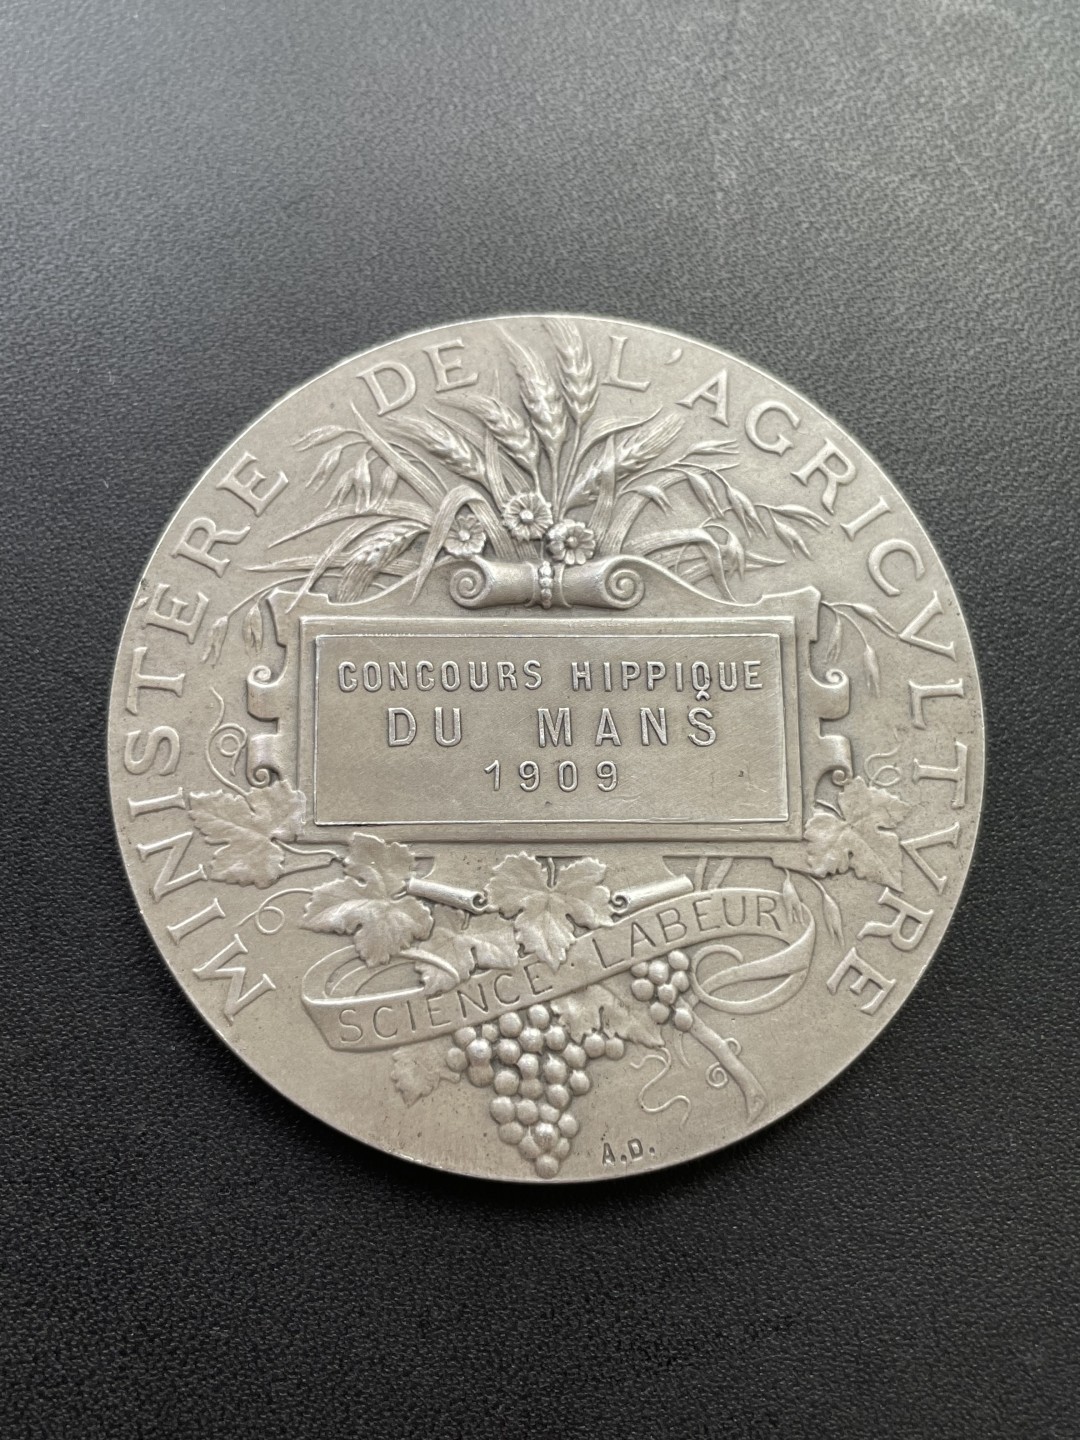 MINISTÈRE DE L'AGRICVLTVRE
CONCOURS HIPPIQUE
DU MANS
1909
SCIENCE · LABEUR
A.D.